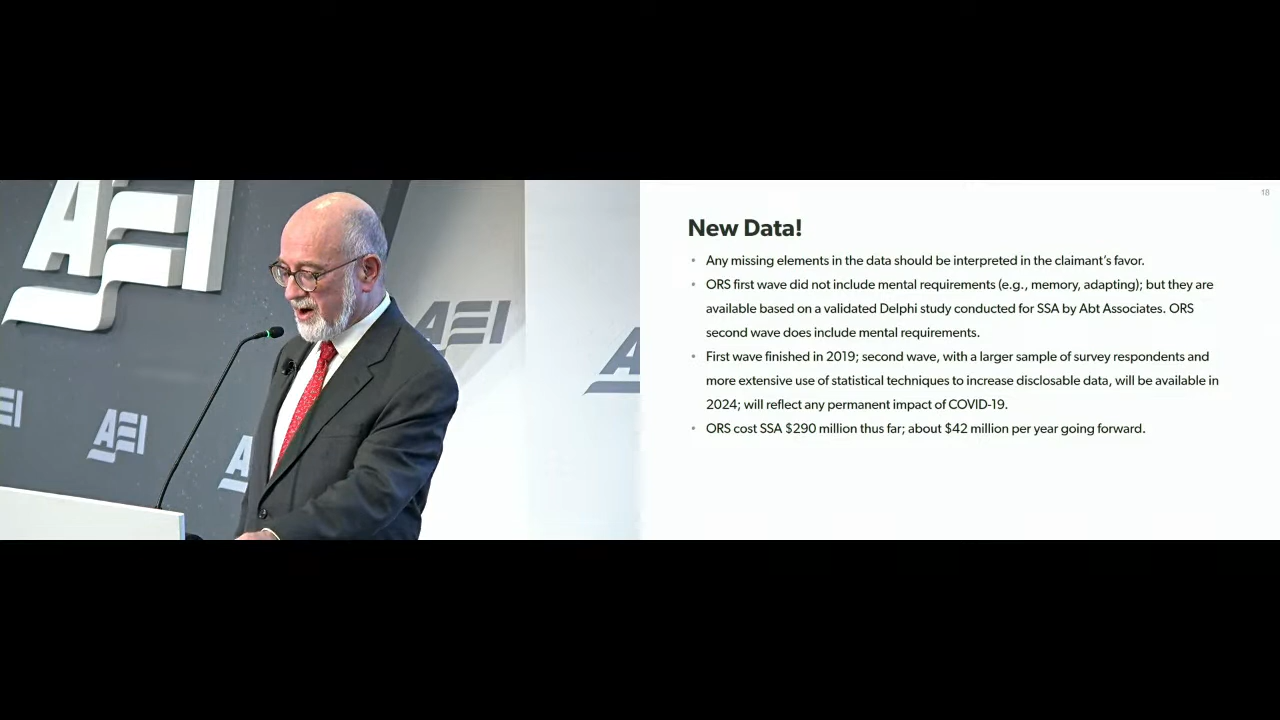 AEI
AEI
AEI
18
New Data!
• Any missing elements in the data should be interpreted in the claimant's favor.
• ORS first wave did not include mental requirements (e.g., memory, adapting); but they are
available based on a validated Delphi study conducted for SSA by Abt Associates. ORS
second wave does include mental requirements.
• First wave finished in 2019; second wave, with a larger sample of survey respondents and
more extensive use of statistical techniques to increase disclosable data, will be available in
2024; will reflect any permanent impact of COVID-19.
• ORS cost SSA $290 million thus far; about $42 million per year going forward.